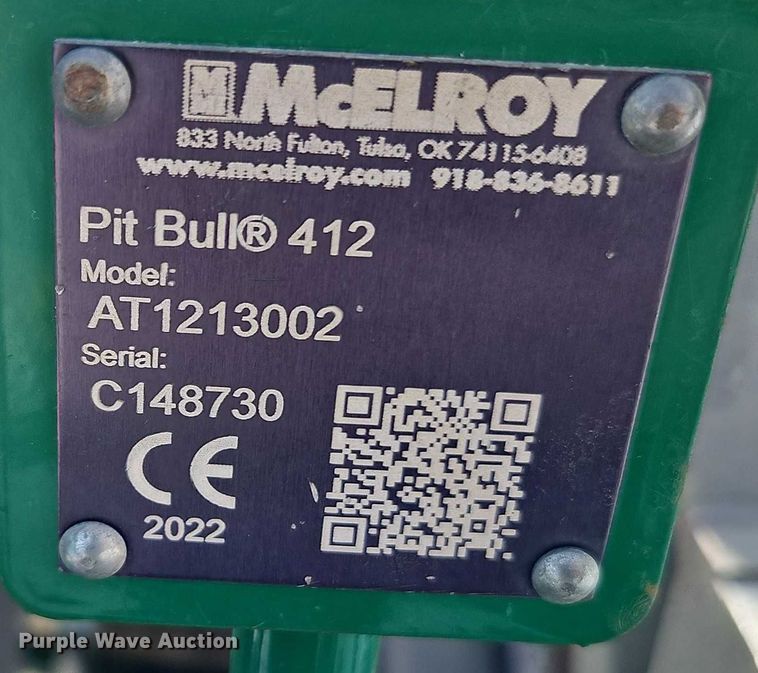 McELROY
833 North Fulton, Tulsa, OK 74115-6408
www.mcelroy.com 918-836-8611
Pit Bull® 412
Model:
AT1213002
Serial:
C148730
CE
2022
Purple Wave Auction